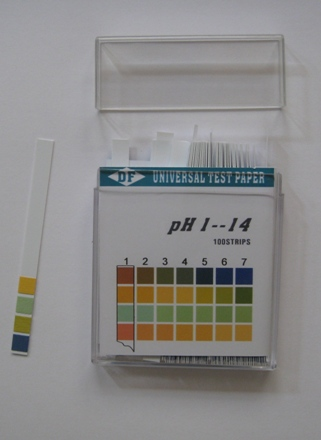 DF UNIVERSAL TEST PAPER
pH 1--14
100STRIPS
1 2 3 4 5 6 7